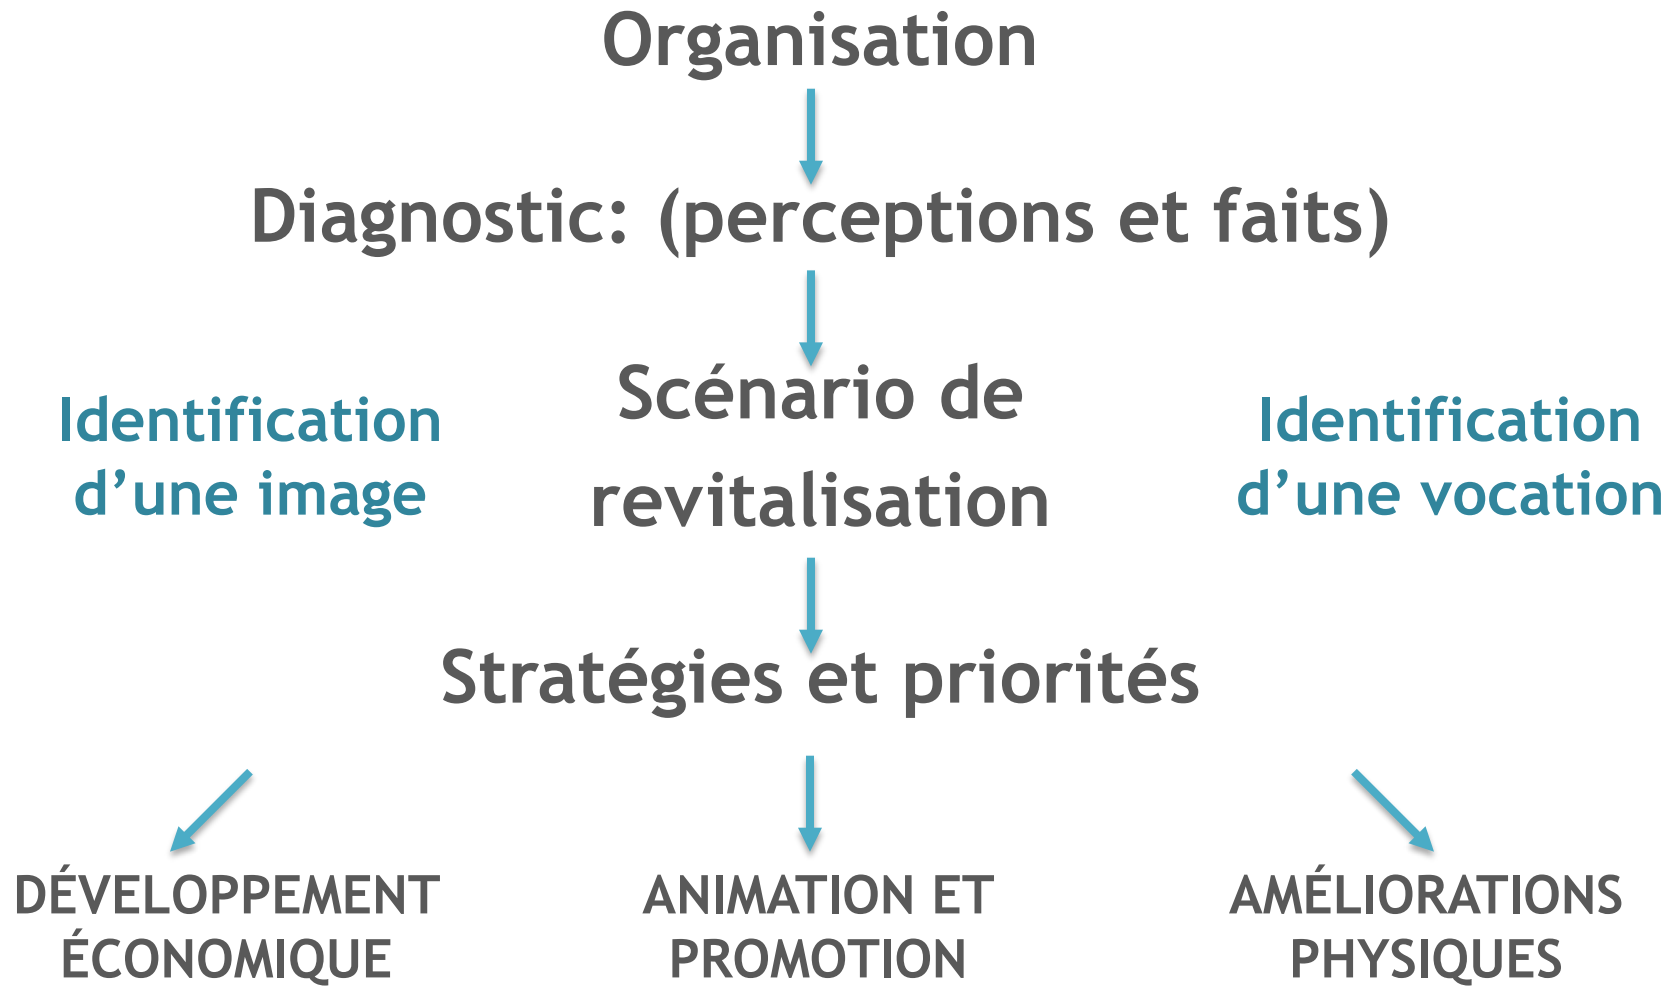 Organisation
Diagnostic: (perceptions et faits)
Scénario de
revitalisation
Identification
d’une image
Identification
d’une vocation
Stratégies et priorités
DÉVELOPPEMENT
ÉCONOMIQUE
ANIMATION ET
PROMOTION
AMÉLIORATIONS
PHYSIQUES